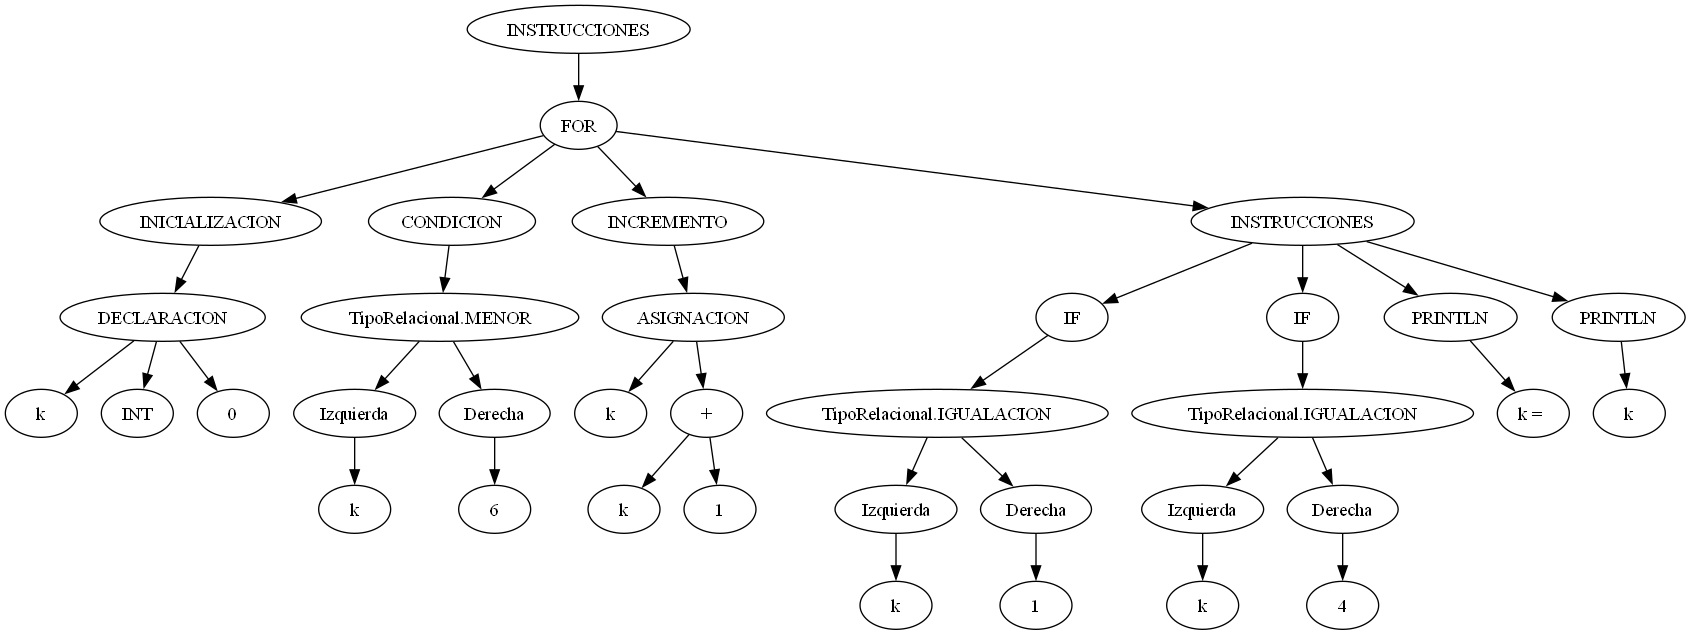 INSTRUCCIONES
FOR
INICIALIZACION
CONDICION
INCREMENTO
INSTRUCCIONES
DECLARACION
TipoRelacional.MENOR
ASIGNACION
IF
IF
PRINTLN
PRINTLN
k
INT
0
Izquierda
Derecha
k
+
TipoRelacional.IGUALACION
TipoRelacional.IGUALACION
k =
k
k
6
k
1
Izquierda
Derecha
Izquierda
Derecha
k
1
k
4